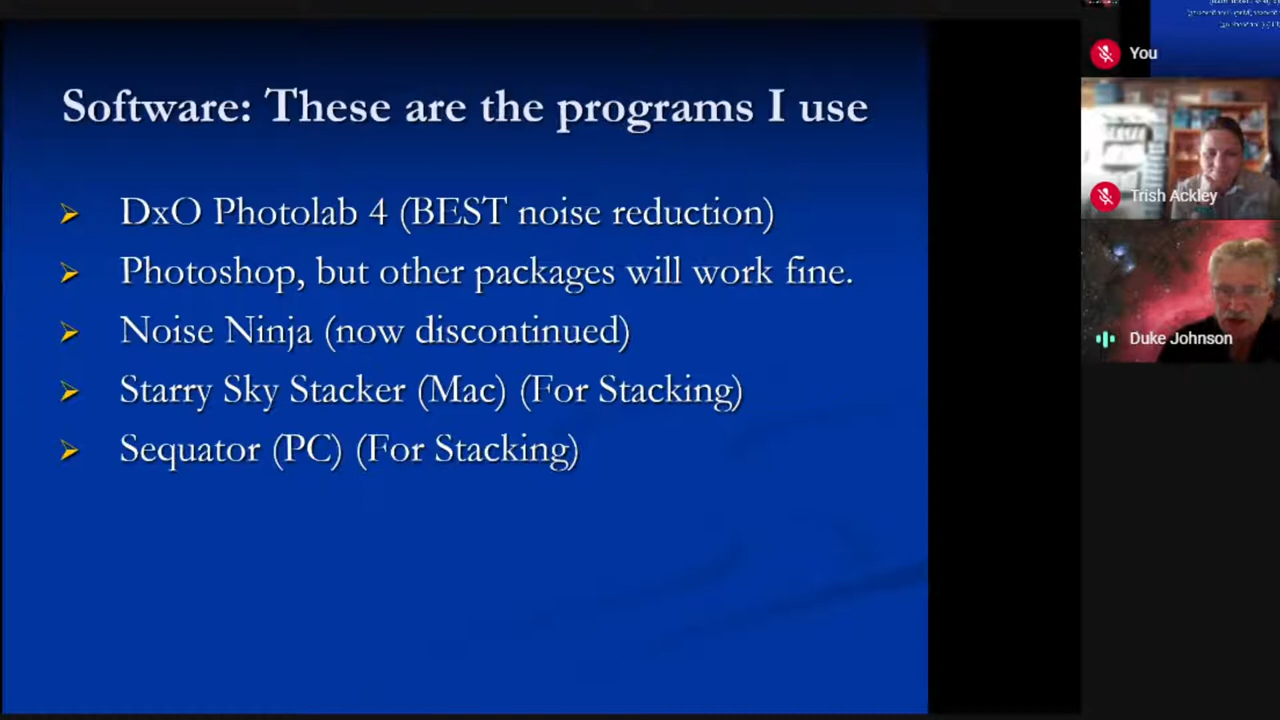 Software: These are the programs I use
DxO Photolab 4 (BEST noise reduction)
Photoshop, but other packages will work fine.
Noise Ninja (now discontinued)
Starry Sky Stacker (Mac) (For Stacking)
Sequator (PC) (For Stacking)
You
Trish Ackley
Duke Johnson